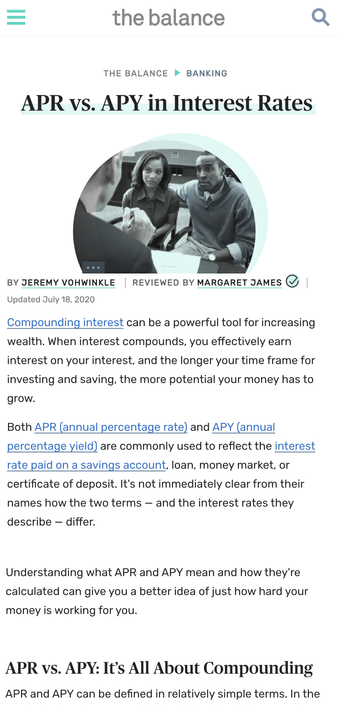 the balance
THE BALANCE ▶ BANKING
APR vs. APY in Interest Rates
BY JEREMY VOHWINKLE | REVIEWED BY MARGARET JAMES |
Updated July 18, 2020
Compounding interest can be a powerful tool for increasing
wealth. When interest compounds, you effectively earn
interest on your interest, and the longer your time frame for
investing and saving, the more potential your money has to
grow.
Both APR (annual percentage rate) and APY (annual
percentage yield) are commonly used to reflect the interest
rate paid on a savings account, loan, money market, or
certificate of deposit. It's not immediately clear from their
names how the two terms — and the interest rates they
describe — differ.
Understanding what APR and APY mean and how they're
calculated can give you a better idea of just how hard your
money is working for you.
APR vs. APY: It's All About Compounding
APR and APY can be defined in relatively simple terms. In the